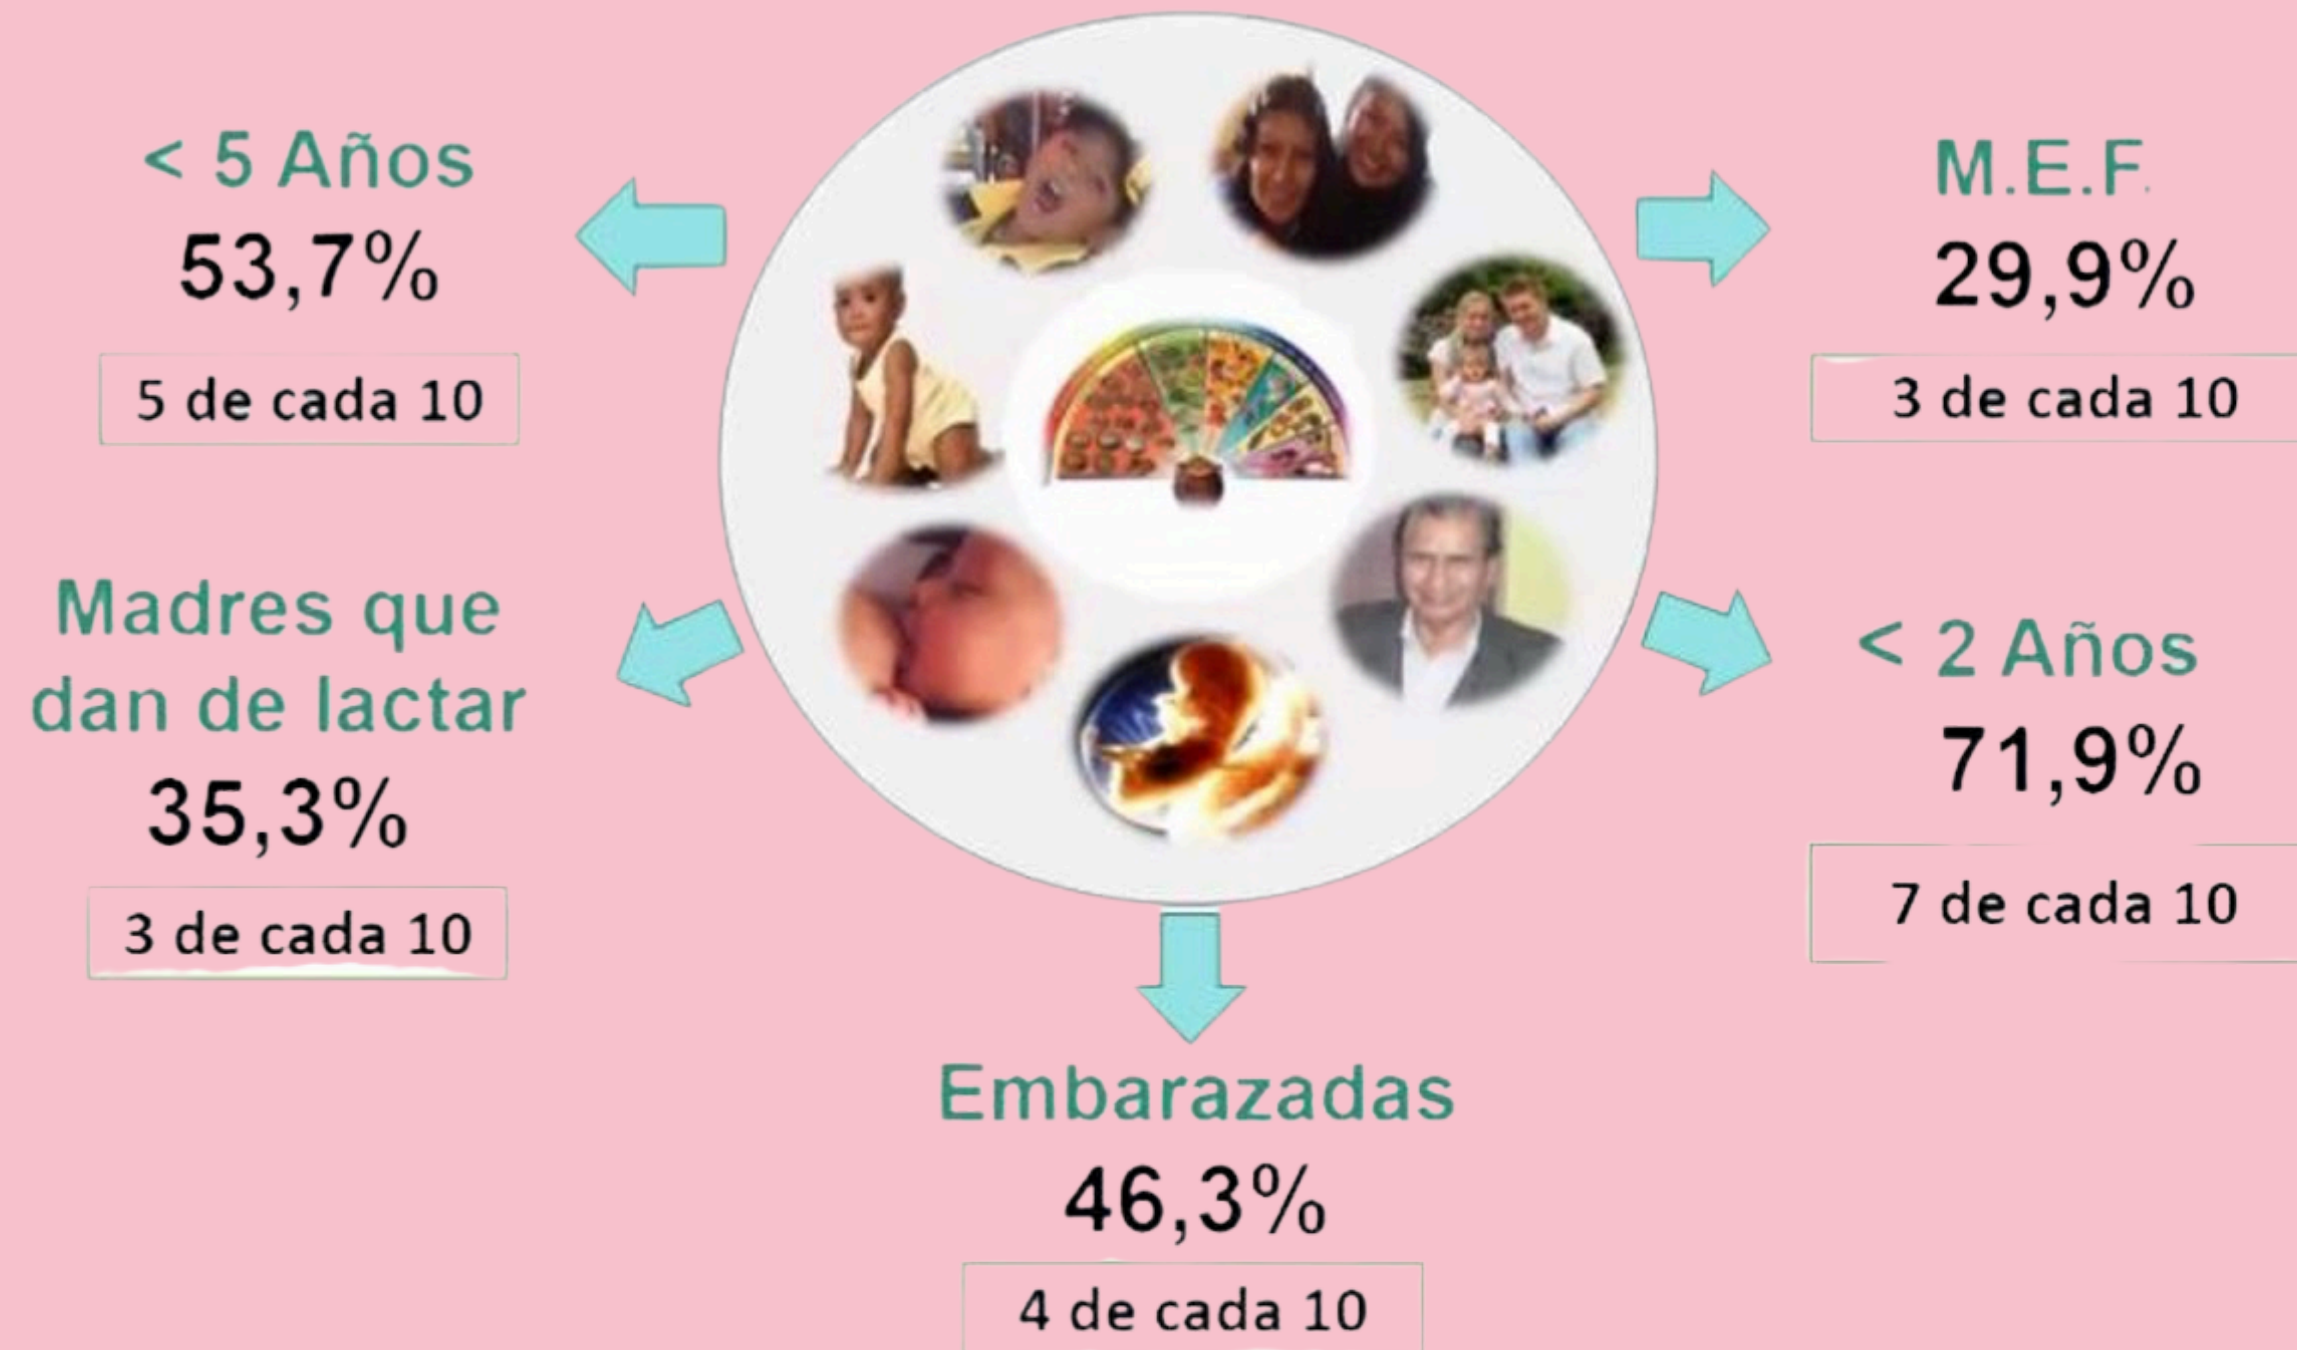 < 5 Años
53,7%
5 de cada 10
M.E.F.
29,9%
3 de cada 10
Madres que
dan de lactar
35,3%
3 de cada 10
< 2 Años
71,9%
7 de cada 10
Embarazadas
46,3%
4 de cada 10